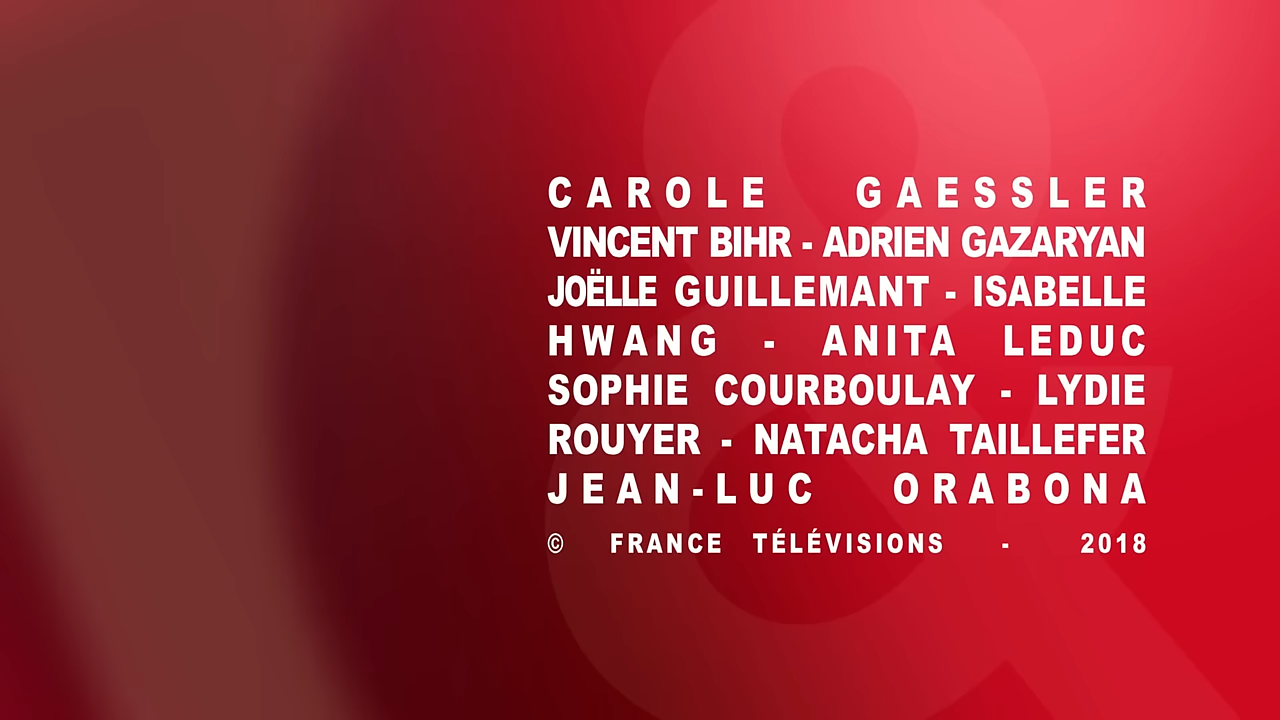 CAROLE GAESSLER
VINCENT BIHR - ADRIEN GAZARYAN
JOËLLE GUILLEMANT - ISABELLE
HWANG - ANITA LEDUC
SOPHIE COURBOULAY - LYDIE
ROUYER - NATACHA TAILLEFER
JEAN-LUC ORABONA
© FRANCE TÉLÉVISIONS - 2018